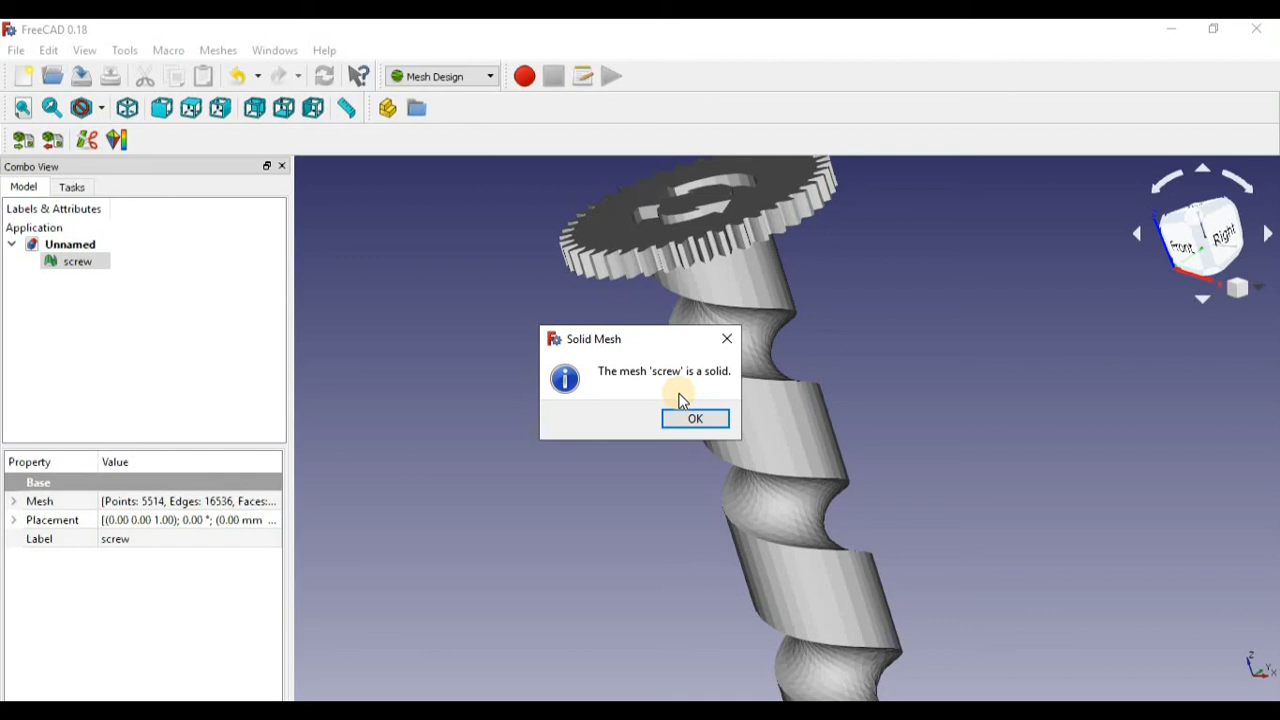 FreeCAD 0.18
File Edit View Tools Macro Meshes Windows Help
Mesh Design
Combo View
Model Tasks
Labels & Attributes
Application
Unnamed
screw
Property Value
Base
Mesh [Points: 5514, Edges: 16536, Faces:...
Placement [(0.00 0.00 1.00); 0.00 °; (0.00 mm ...
Label screw
Solid Mesh
The mesh 'screw' is a solid.
OK
Front Right
Z
Y
X